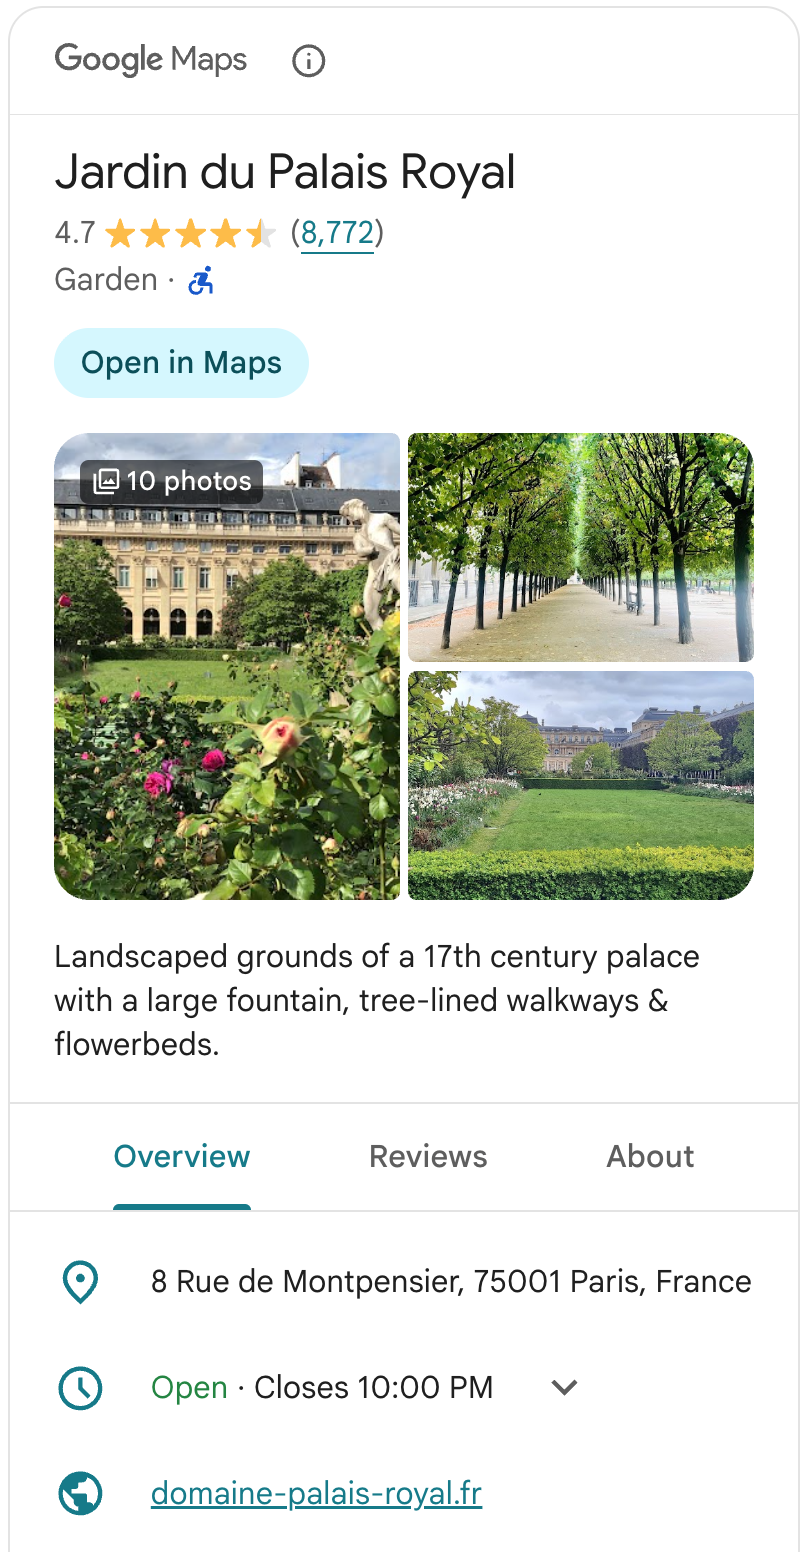 Google Maps
Jardin du Palais Royal
4.7 (8,772)
Garden ·
Open in Maps
10 photos
Landscaped grounds of a 17th century palace
with a large fountain, tree-lined walkways &
flowerbeds.
Overview Reviews About
8 Rue de Montpensier, 75001 Paris, France
Open · Closes 10:00 PM
domaine-palais-royal.fr